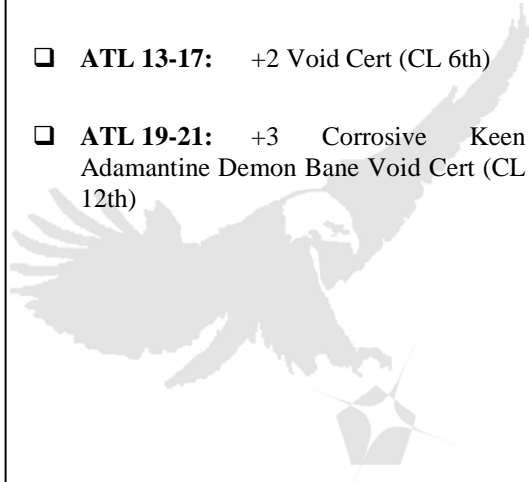 ❑ ATL 13-17: +2 Void Cert (CL 6th)
❑ ATL 19-21: +3 Corrosive Keen
Adamantine Demon Bane Void Cert (CL
12th)